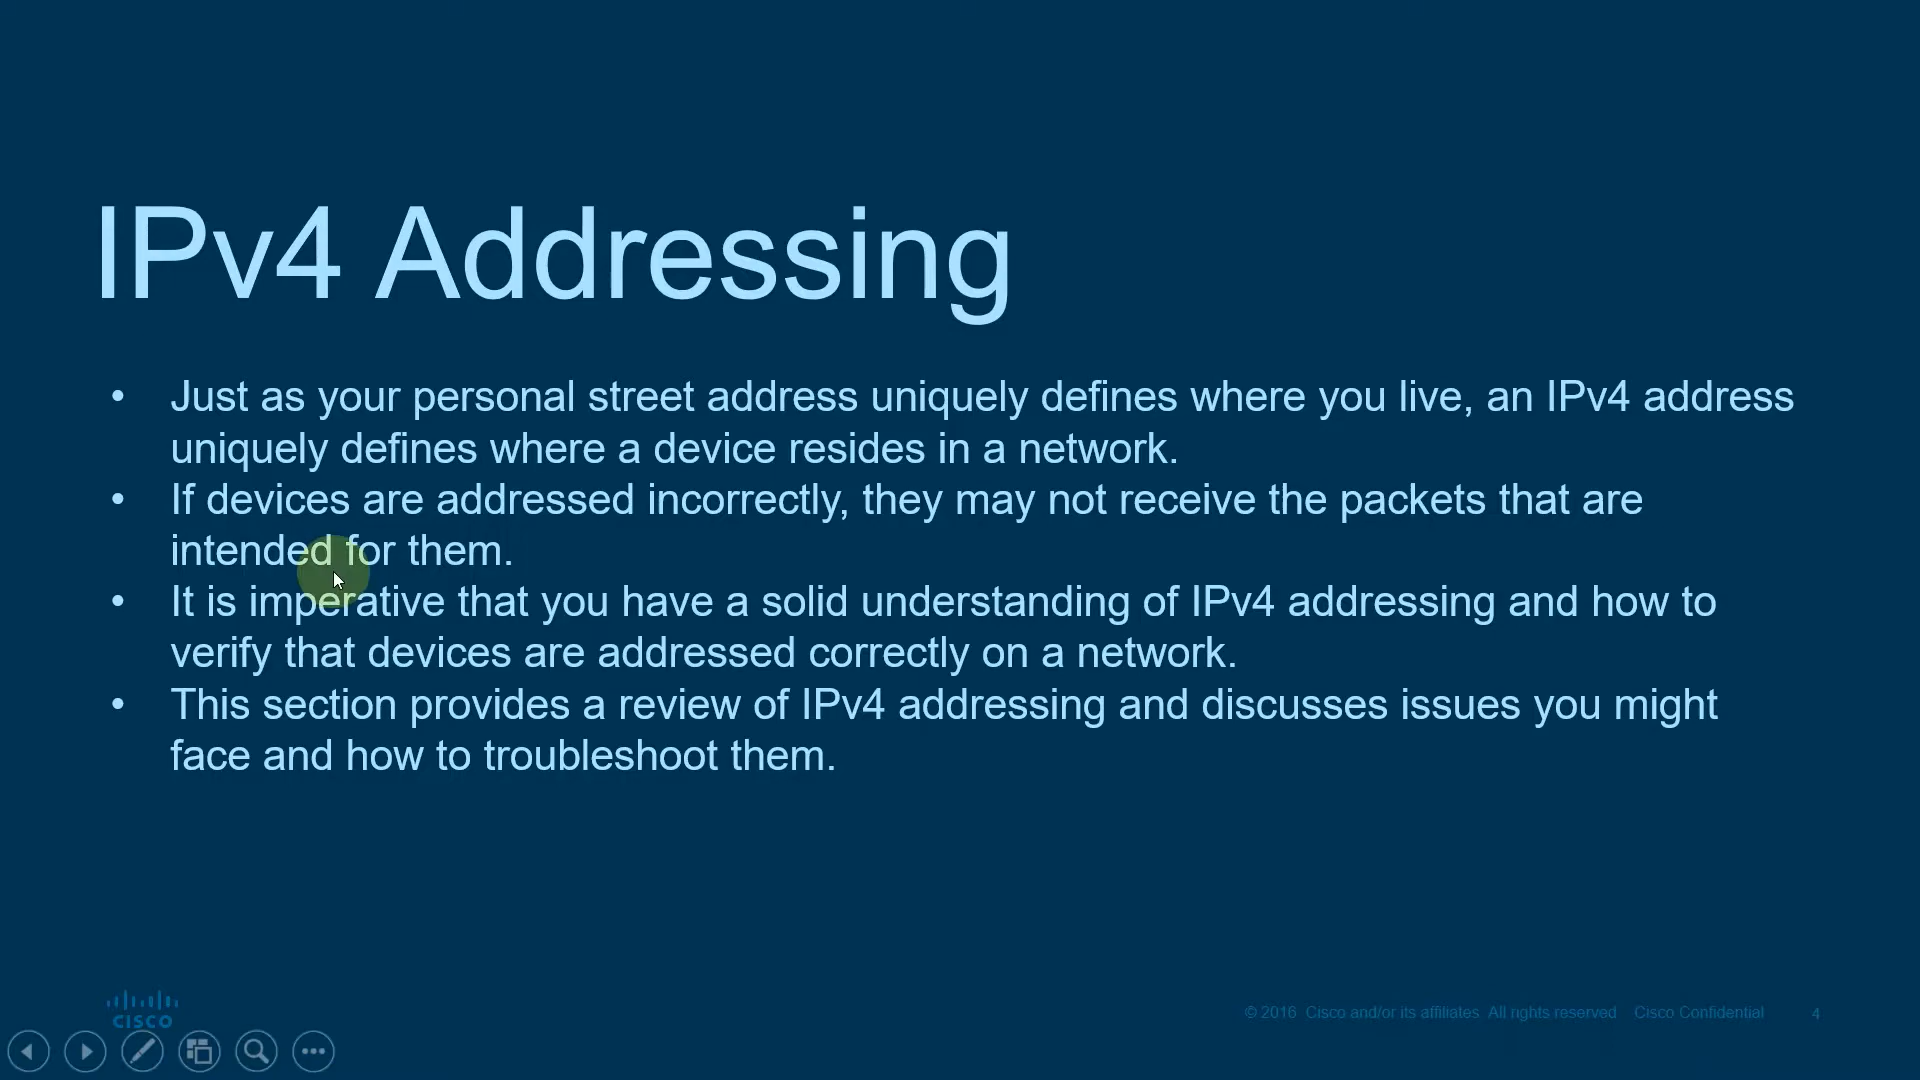 IPv4 Addressing
• Just as your personal street address uniquely defines where you live, an IPv4 address
uniquely defines where a device resides in a network.
• If devices are addressed incorrectly, they may not receive the packets that are
intended for them.
• It is imperative that you have a solid understanding of IPv4 addressing and how to
verify that devices are addressed correctly on a network.
• This section provides a review of IPv4 addressing and discusses issues you might
face and how to troubleshoot them.
CISCO
© 2016 Cisco and/or its affiliates All rights reserved Cisco Confidential 4